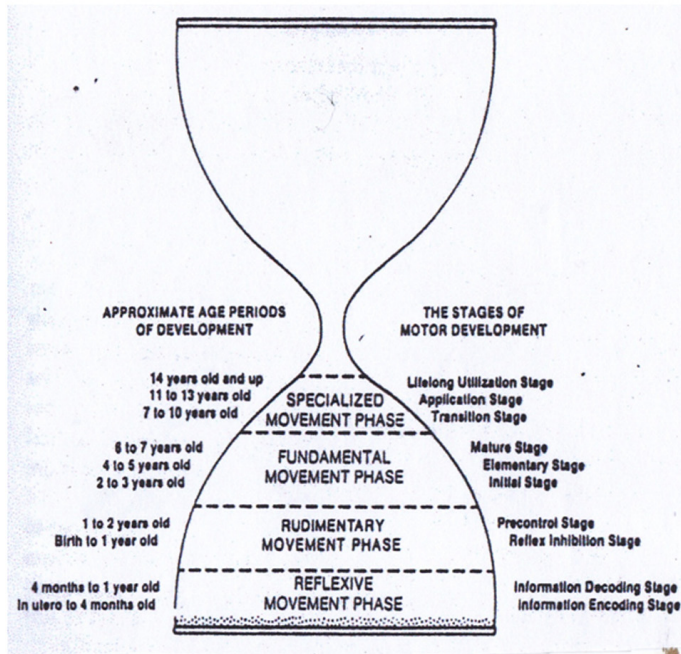 APPROXIMATE AGE PERIODS
OF DEVELOPMENT
THE STAGES OF
MOTOR DEVELOPMENT
14 years old and up
11 to 13 years old
7 to 10 years old
SPECIALIZED
MOVEMENT PHASE
Lifelong Utilization Stage
Application Stage
Transition Stage
6 to 7 years old
4 to 5 years old
2 to 3 years old
FUNDAMENTAL
MOVEMENT PHASE
Mature Stage
Elementary Stage
Initial Stage
1 to 2 years old
Birth to 1 year old
RUDIMENTARY
MOVEMENT PHASE
Precontrol Stage
Reflex Inhibition Stage
4 months to 1 year old
In utero to 4 months old
REFLEXIVE
MOVEMENT PHASE
Information Decoding Stage
Information Encoding Stage